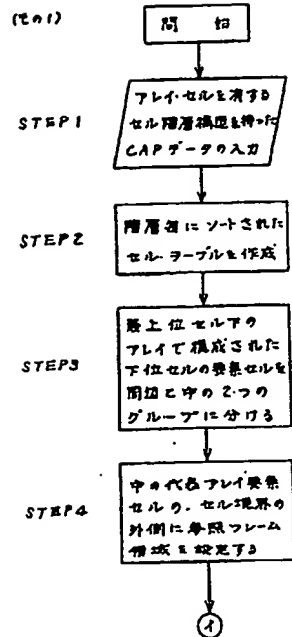 (その1)
開始
STEP1
アレイ・セルを有する
セル階層構造を持った
CAPデータの入力
STEP2
階層毎にソートされた
セル・テーブルを作成
STEP3
最上位セル下の
アレイで構成された
下位セルの要素セルを
周辺と中の2つの
グループに分ける
STEP4
中の代表アレイ要素
セルの、セル境界の
外側に参照フレーム
領域を設定する
イ